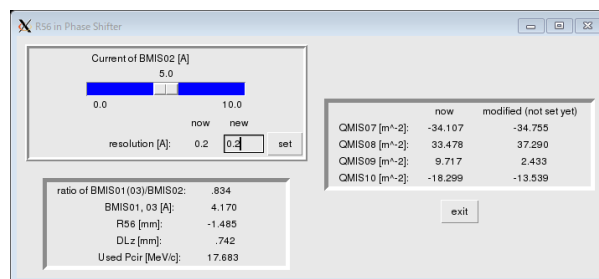 R56 in Phase Shifter
Current of BMIS02 [A]
5.0
0.0 10.0
now new
resolution [A]: 0.2 0.2 set
ratio of BMIS01(03)/BMIS02: .834
BMIS01, 03 [A]: 4.170
R56 [mm]: -1.485
DLz [mm]: .742
Used Pcir [MeV/c]: 17.683
now modified (not set yet)
QMIS07 [m^-2]: -34.107 -34.755
QMIS08 [m^-2]: 33.478 37.290
QMIS09 [m^-2]: 9.717 2.433
QMIS10 [m^-2]: -18.299 -13.539
exit